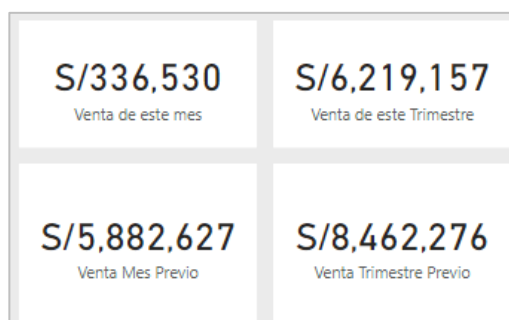 S/336,530
Venta de este mes
S/6,219,157
Venta de este Trimestre
S/5,882,627
Venta Mes Previo
S/8,462,276
Venta Trimestre Previo